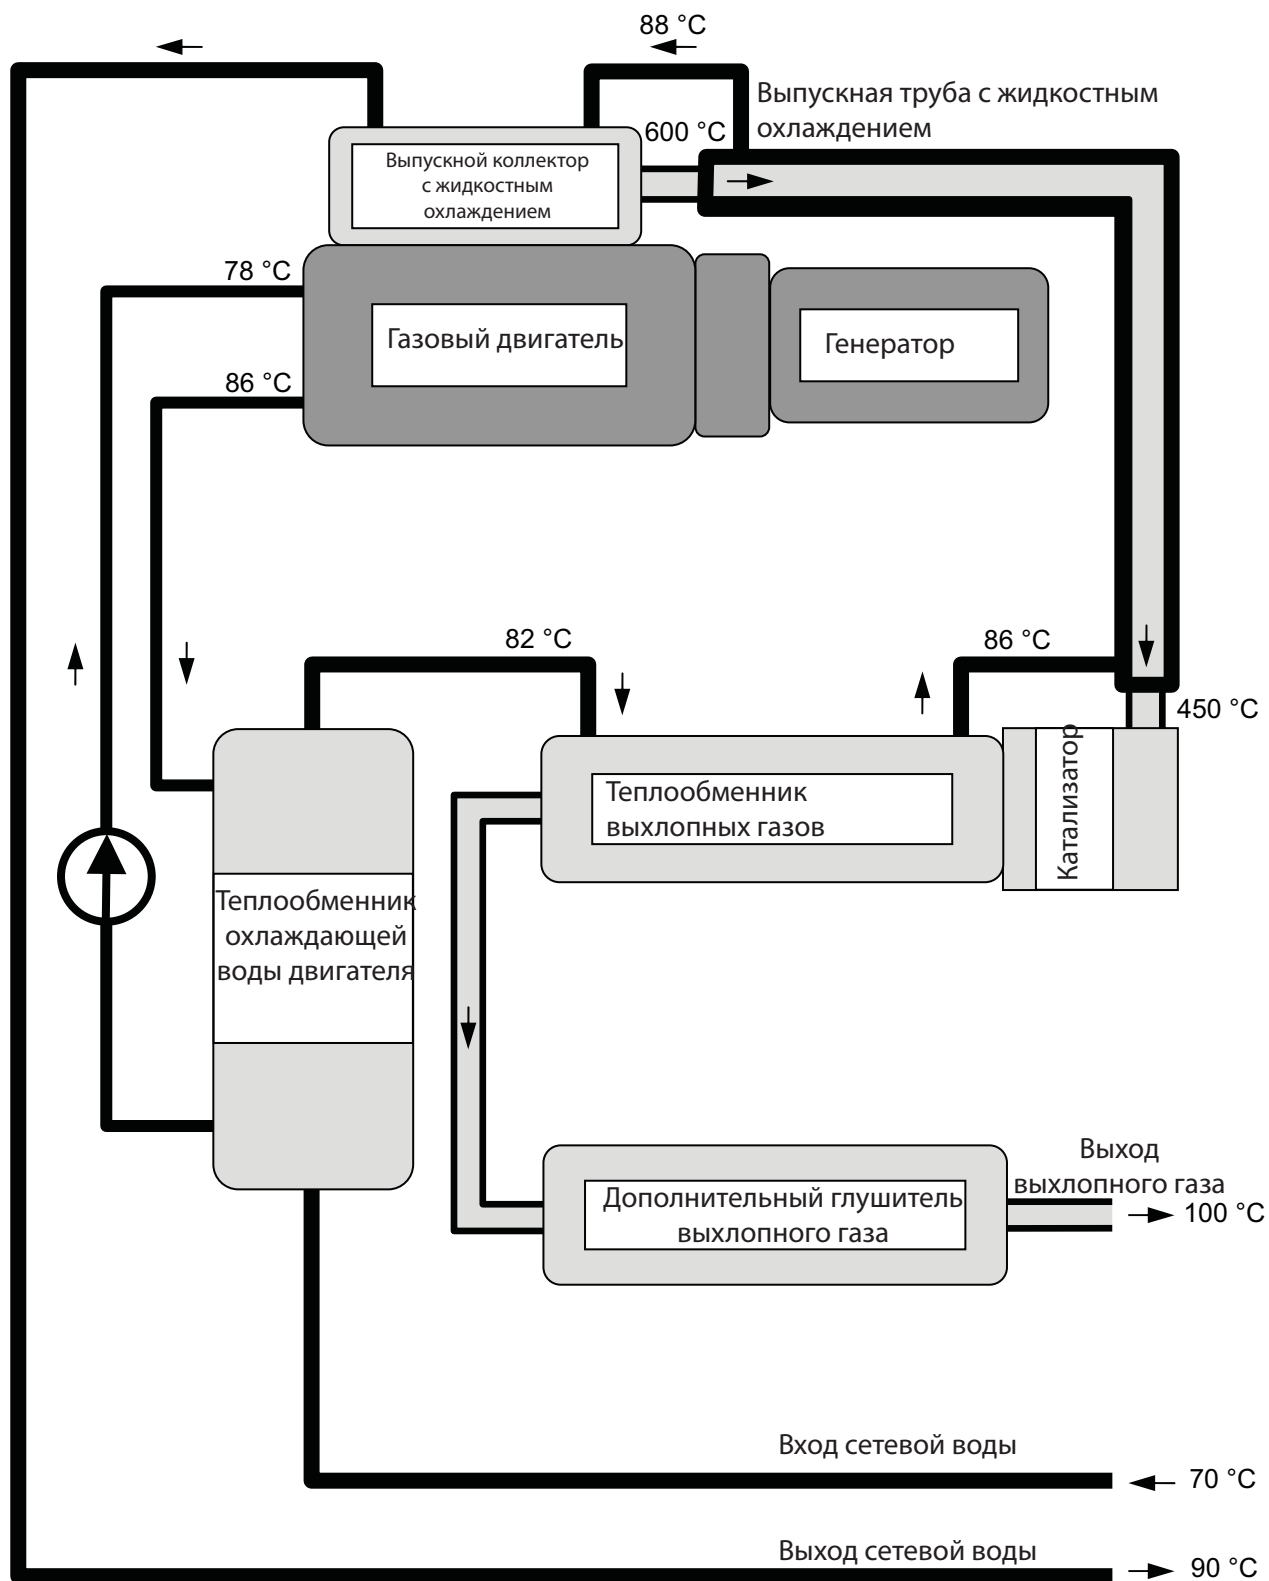 88 °C
Выпускная труба с жидкостным
охлаждением
600 °C
Выпускной коллектор
с жидкостным
охлаждением
78 °C
Газовый двигатель
Генератор
86 °C
82 °C
86 °C
450 °C
Катализатор
Теплообменник
выхлопных газов
Теплообменник
охлаждающей
воды двигателя
Выход
выхлопного газа
100 °C
Дополнительный глушитель
выхлопного газа
Вход сетевой воды
70 °C
Выход сетевой воды
90 °C